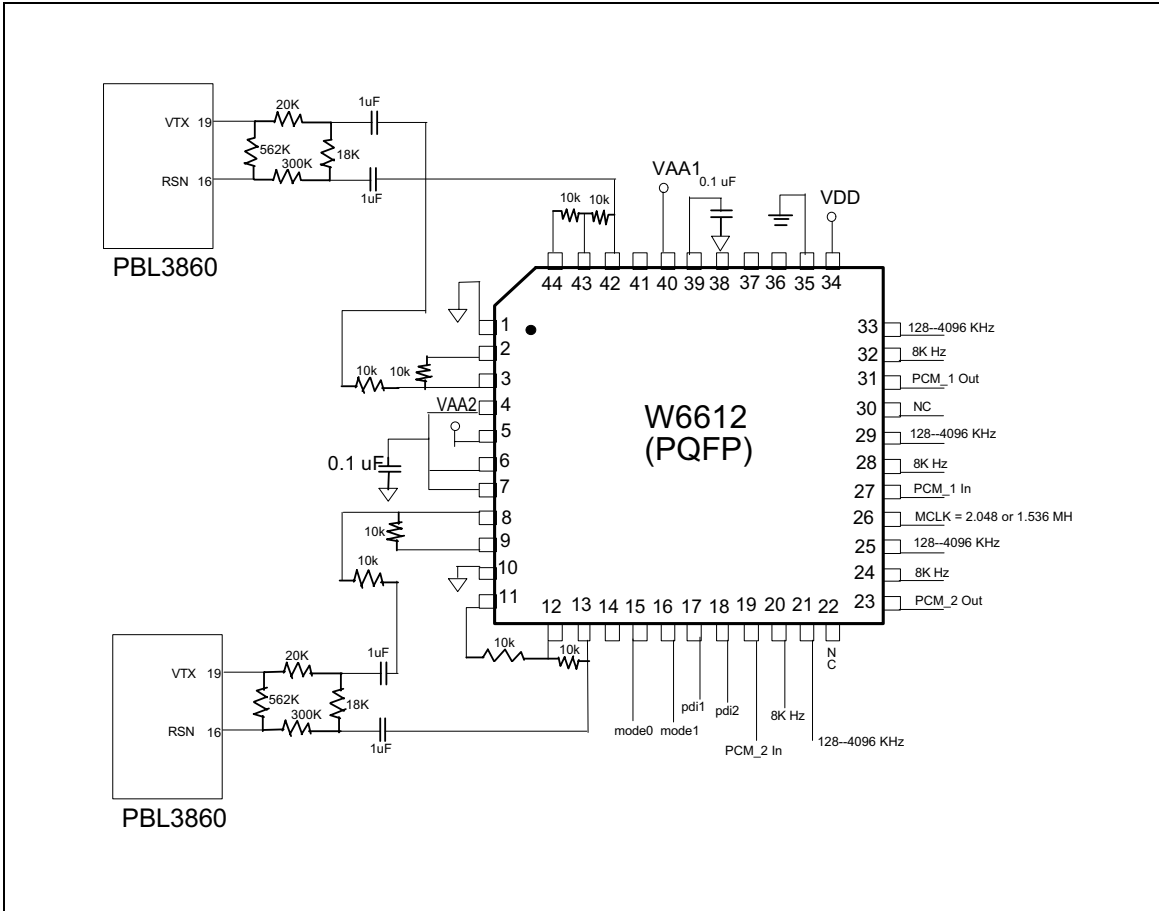 20K
1uF
VTX 19
562K
300K
18K
RSN 16
1uF
PBL3860
VAA1
0.1 uF
VDD
10k
10k
44 43 42 41 40 39 38 37 36 35 34
1
2
3
4
5
6
7
8
9
10
11
10k
10k
VAA2
0.1 uF
10k
10k
W6612
(PQFP)
33 128--4096 KHz
32 8K Hz
31 PCM_1 Out
30 NC
29 128--4096 KHz
28 8K Hz
27 PCM_1 In
26 MCLK = 2.048 or 1.536 MH
25 128--4096 KHz
24 8K Hz
23 PCM_2 Out
12 13 14 15 16 17 18 19 20 21 22
10k
10k
N
C
mode0 mode1
pdi1
pdi2
PCM_2 In
8K Hz
128--4096 KHz
20K
1uF
VTX 19
562K
300K
18K
RSN 16
1uF
PBL3860